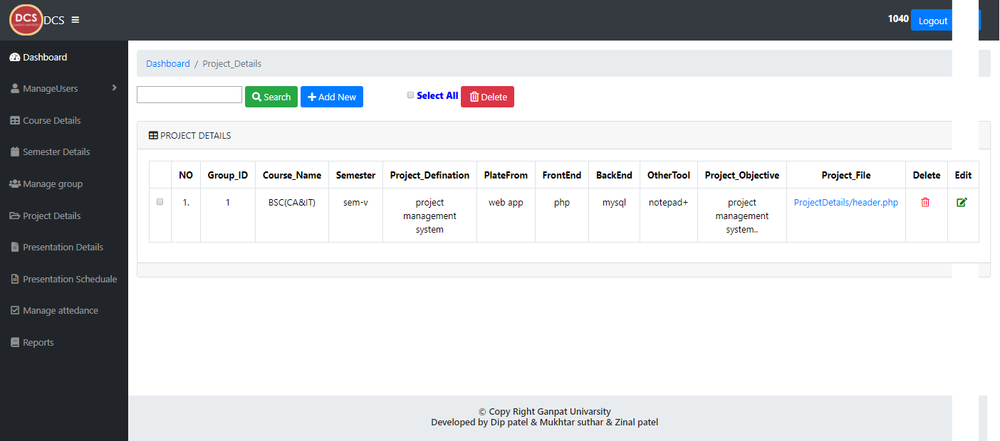 DCS
GANPAT UNIVERSITY
DCS
1040
Logout
Dashboard
ManageUsers
Course Details
Semester Details
Manage group
Project Details
Presentation Details
Presentation Scheduale
Manage attedance
Reports
Dashboard / Project_Details
Search
Add New
Select All
Delete
PROJECT DETAILS
NO Group_ID Course_Name Semester Project_Defination PlateFrom FrontEnd BackEnd OtherTool Project_Objective Project_File Delete Edit
1. 1 BSC(CA&IT) sem-v project management system web app php mysql notepad+ project management system.. ProjectDetails/header.php
© Copy Right Ganpat Univarsity
Developed by Dip patel & Mukhtar suthar & Zinal patel